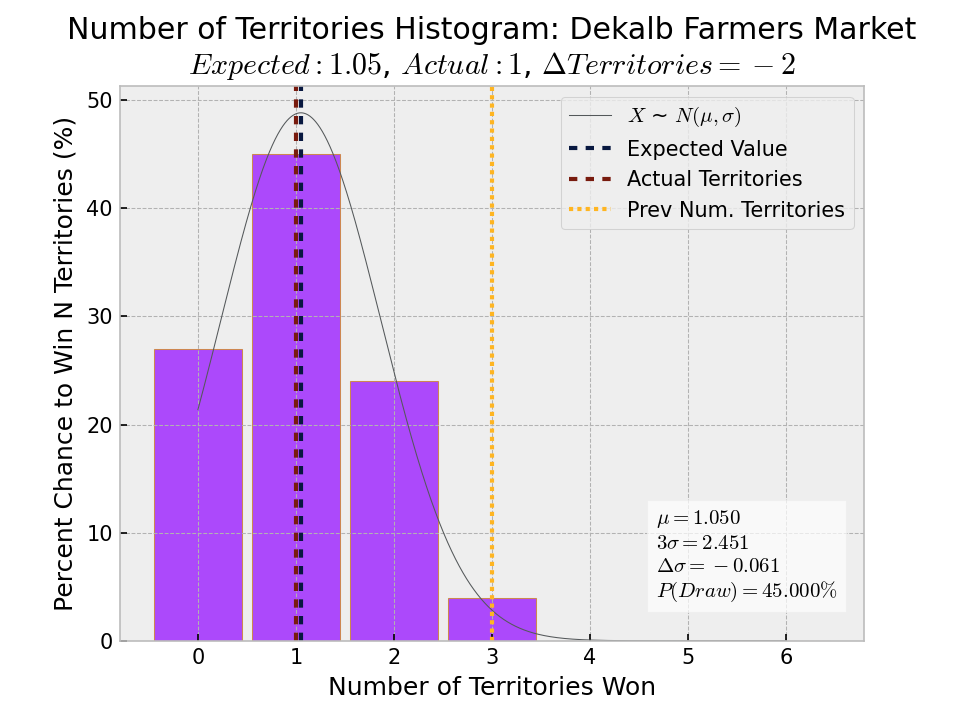 Number of Territories Histogram: Dekalb Farmers Market
Expected : 1.05, Actual : 1, ΔTerritories = −2
X ~ N(μ, σ)
Expected Value
Actual Territories
Prev Num. Territories
Percent Chance to Win N Territories (%)
50
40
30
20
10
0
μ = 1.050
3σ = 2.451
Δσ = −0.061
P(Draw) = 45.000%
0 1 2 3 4 5 6
Number of Territories Won